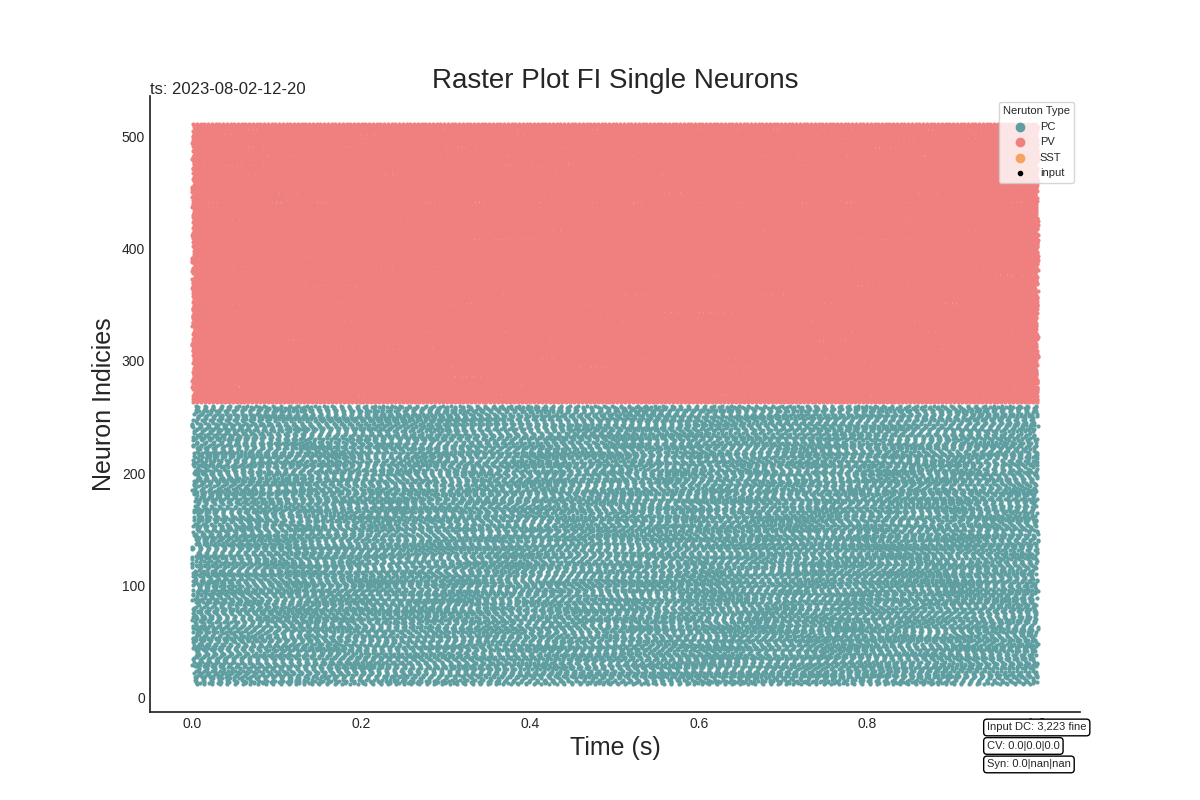 Raster Plot FI Single Neurons
ts: 2023-08-02-12-20
Neruton Type
PC
PV
SST
input
500
400
300
200
100
0
Neuron Indicies
0.0 0.2 0.4 0.6 0.8
Time (s)
Input DC: 3,223 fine
CV: 0.0|0.0|0.0
Syn: 0.0|nan|nan